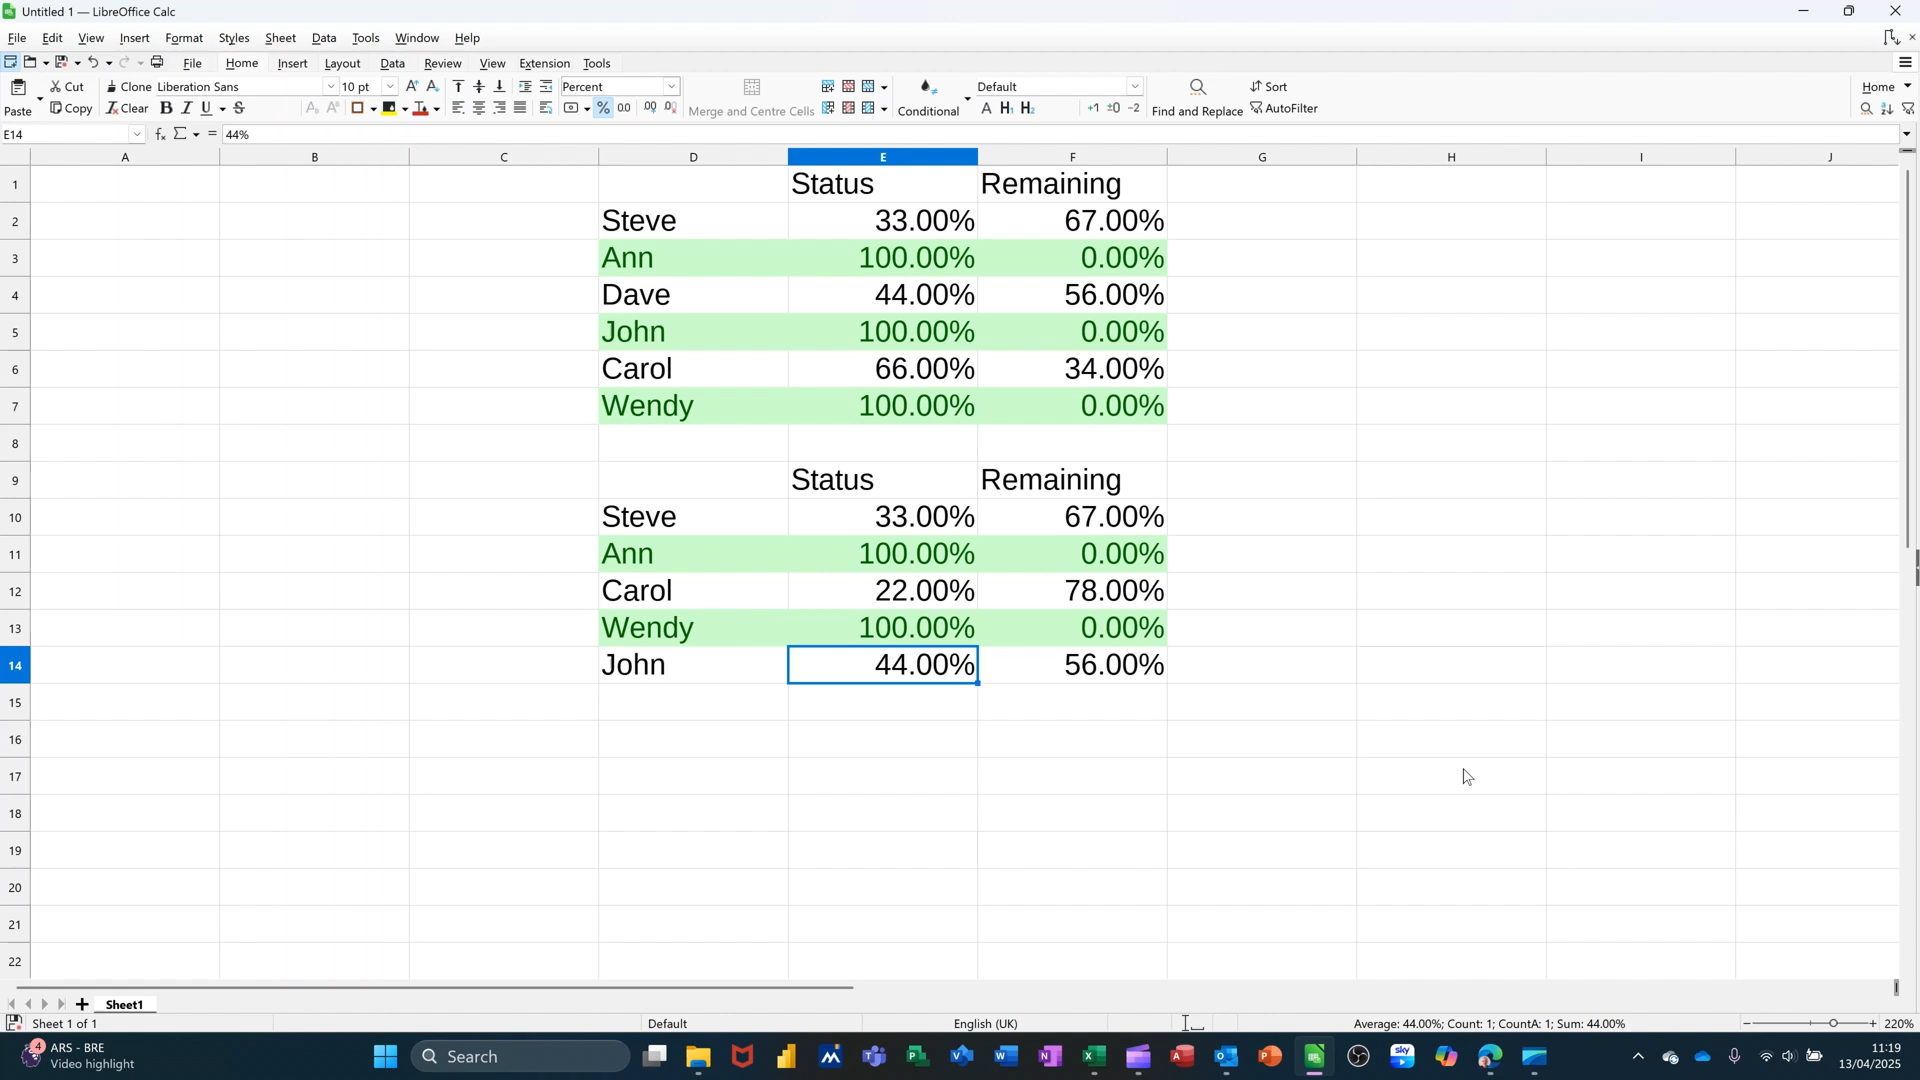 Untitled 1 — LibreOffice Calc
File Edit View Insert Format Styles Sheet Data Tools Window Help
File Home Insert Layout Data Review View Extension Tools
Paste Cut Copy Clone Clear Liberation Sans 10 pt Percent Merge and Centre Cells Conditional Default Find and Replace Sort AutoFilter Home
E14 44%
A B C D E F G H I J
1 Status Remaining
2 Steve 33.00% 67.00%
3 Ann 100.00% 0.00%
4 Dave 44.00% 56.00%
5 John 100.00% 0.00%
6 Carol 66.00% 34.00%
7 Wendy 100.00% 0.00%
8
9 Status Remaining
10 Steve 33.00% 67.00%
11 Ann 100.00% 0.00%
12 Carol 22.00% 78.00%
13 Wendy 100.00% 0.00%
14 John 44.00% 56.00%
15
16
17
18
19
20
21
22
Sheet1
Sheet 1 of 1 Default English (UK) Average: 44.00%; Count: 1; CountA: 1; Sum: 44.00% 220%
4 ARS - BRE
Video highlight
Search
sky
11:19
13/04/2025